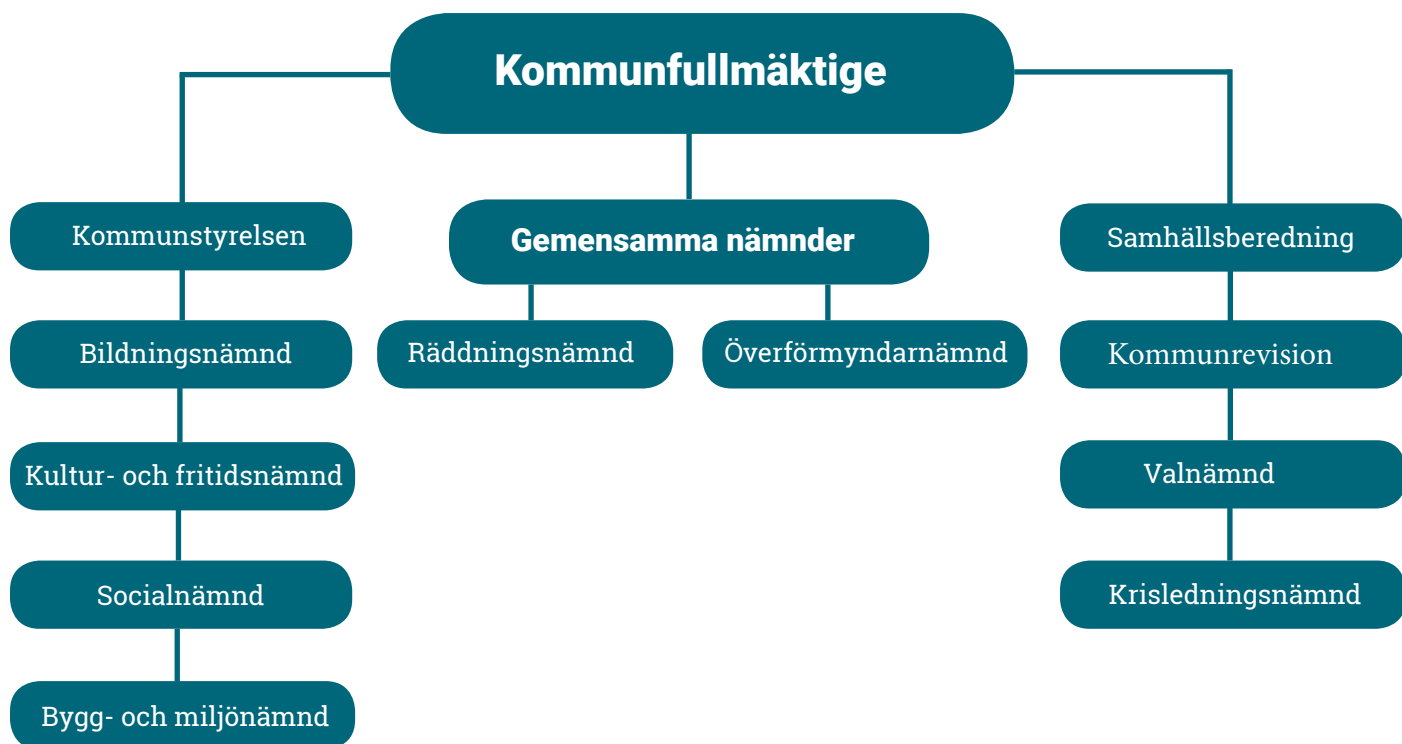 Kommunfullmäktige
Kommunstyrelsen
Gemensamma nämnder
Samhällsberedning
Bildningsnämnd
Räddningsnämnd
Överförmyndarnämnd
Kommunrevision
Kultur- och fritidsnämnd
Valnämnd
Socialnämnd
Krisledningsnämnd
Bygg- och miljönämnd